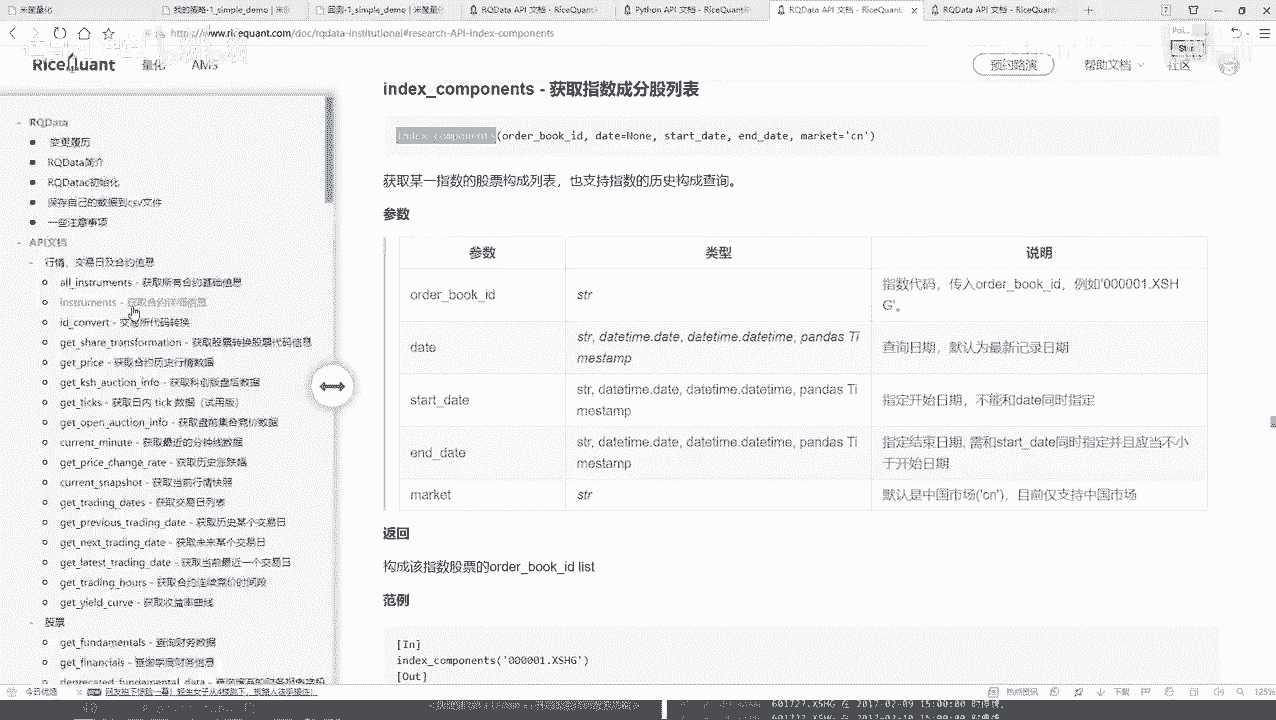 米筐量化
我的策略-1_simple_demo | 米筐
回测-1_simple_demo | 米筐量
RQData API 文档 - RiceQuan
Python API 文档 - RiceQuant
RQData API 文档 - RiceQuant
RQData API 文档 - RiceQuan
www.ricequant.com/doc/rqdata-institutional#research-API-index-components
RiceQuant
量化
AMS
预约路演
帮助文档
社区
RQData
变更履历
RQData简介
RQDatac初始化
保存自己的数据到csv文件
一些注意事项
API文档
行情、交易日及合约信息
all_instruments - 获取所有合约基础信息
instruments - 获取合约详细信息
id_convert - 交易所代码转换
get_share_transformation - 获取股票转换股票代码信息
get_price - 获取合约历史行情数据
get_ksh_auction_info - 获取科创板盘后数据
get_ticks - 获取日内 tick 数据（试用版）
get_open_auction_info - 获取盘前集合竞价数据
current_minute - 获取最近的分钟线数据
get_price_change_rate - 获取历史涨跌幅
current_snapshot - 获取当前行情快照
get_trading_dates - 获取交易日列表
get_previous_trading_date - 获取历史某个交易日
get_next_trading_date - 获取未来某个交易日
get_latest_trading_date - 获取当前最近一个交易日
get_trading_hours - 获取合约连续竞价时间段
get_yield_curve - 获取收益率曲线
股票
get_fundamentals - 查询财务数据
get_financials - 查询季度财务信息
index_components - 获取指数成分股列表
index_components(order_book_id, date=None, start_date, end_date, market='cn')
获取某一指数的股票构成列表，也支持指数的历史构成查询。
参数
参数 类型 说明
order_book_id str 指数代码，传入order_book_id，例如'000001.XSH
G'。
date str, datetime.date, datetime.datetime, pandas Ti
mestamp 查询日期，默认为最新记录日期
start_date str, datetime.date, datetime.datetime, pandas Ti
mestamp 指定开始日期，不能和date同时指定
end_date str, datetime.date, datetime.datetime, pandas Ti
mestamp 指定结束日期, 需和start_date同时指定并且应当不小
于开始日期
market str 默认是中国市场('cn')，目前仅支持中国市场
返回
构成该指数股票的order_book_id list
范例
[In]
index_components('000001.XSHG')
[Out]
今日优选
热点资讯
下载
125%